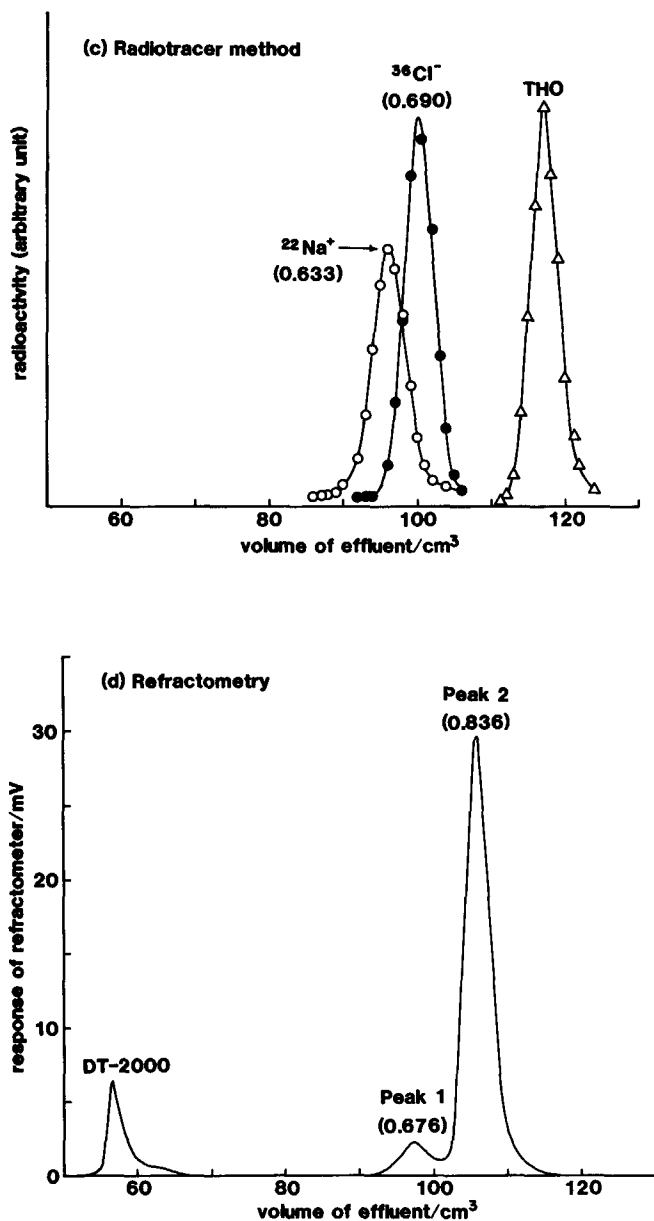 (c) Radiotracer method
³⁶Cl⁻
(0.690)
THO
²²Na⁺
(0.633)
radioactivity (arbitrary unit)
60 80 100 120
volume of effluent/cm³
(d) Refractometry
Peak 2
(0.836)
30
20
response of refractometer/mV
10
DT-2000
Peak 1
(0.676)
0
60 80 100 120
volume of effluent/cm³